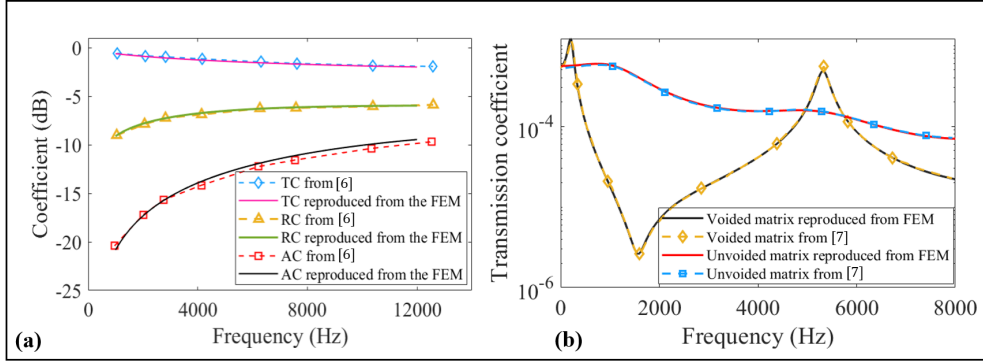 0
-5
-10
-15
-20
-25
Coefficient (dB)
0
4000
8000
12000
Frequency (Hz)
TC from [6]
TC reproduced from the FEM
RC from [6]
RC reproduced from the FEM
AC from [6]
AC reproduced from the FEM
(a)
10⁻⁴
10⁻⁶
Transmission coefficient
0
2000
4000
6000
8000
Frequency (Hz)
Voided matrix reproduced from FEM
Voided matrix from [7]
Unvoided matrix reproduced from FEM
Unvoided matrix from [7]
(b)